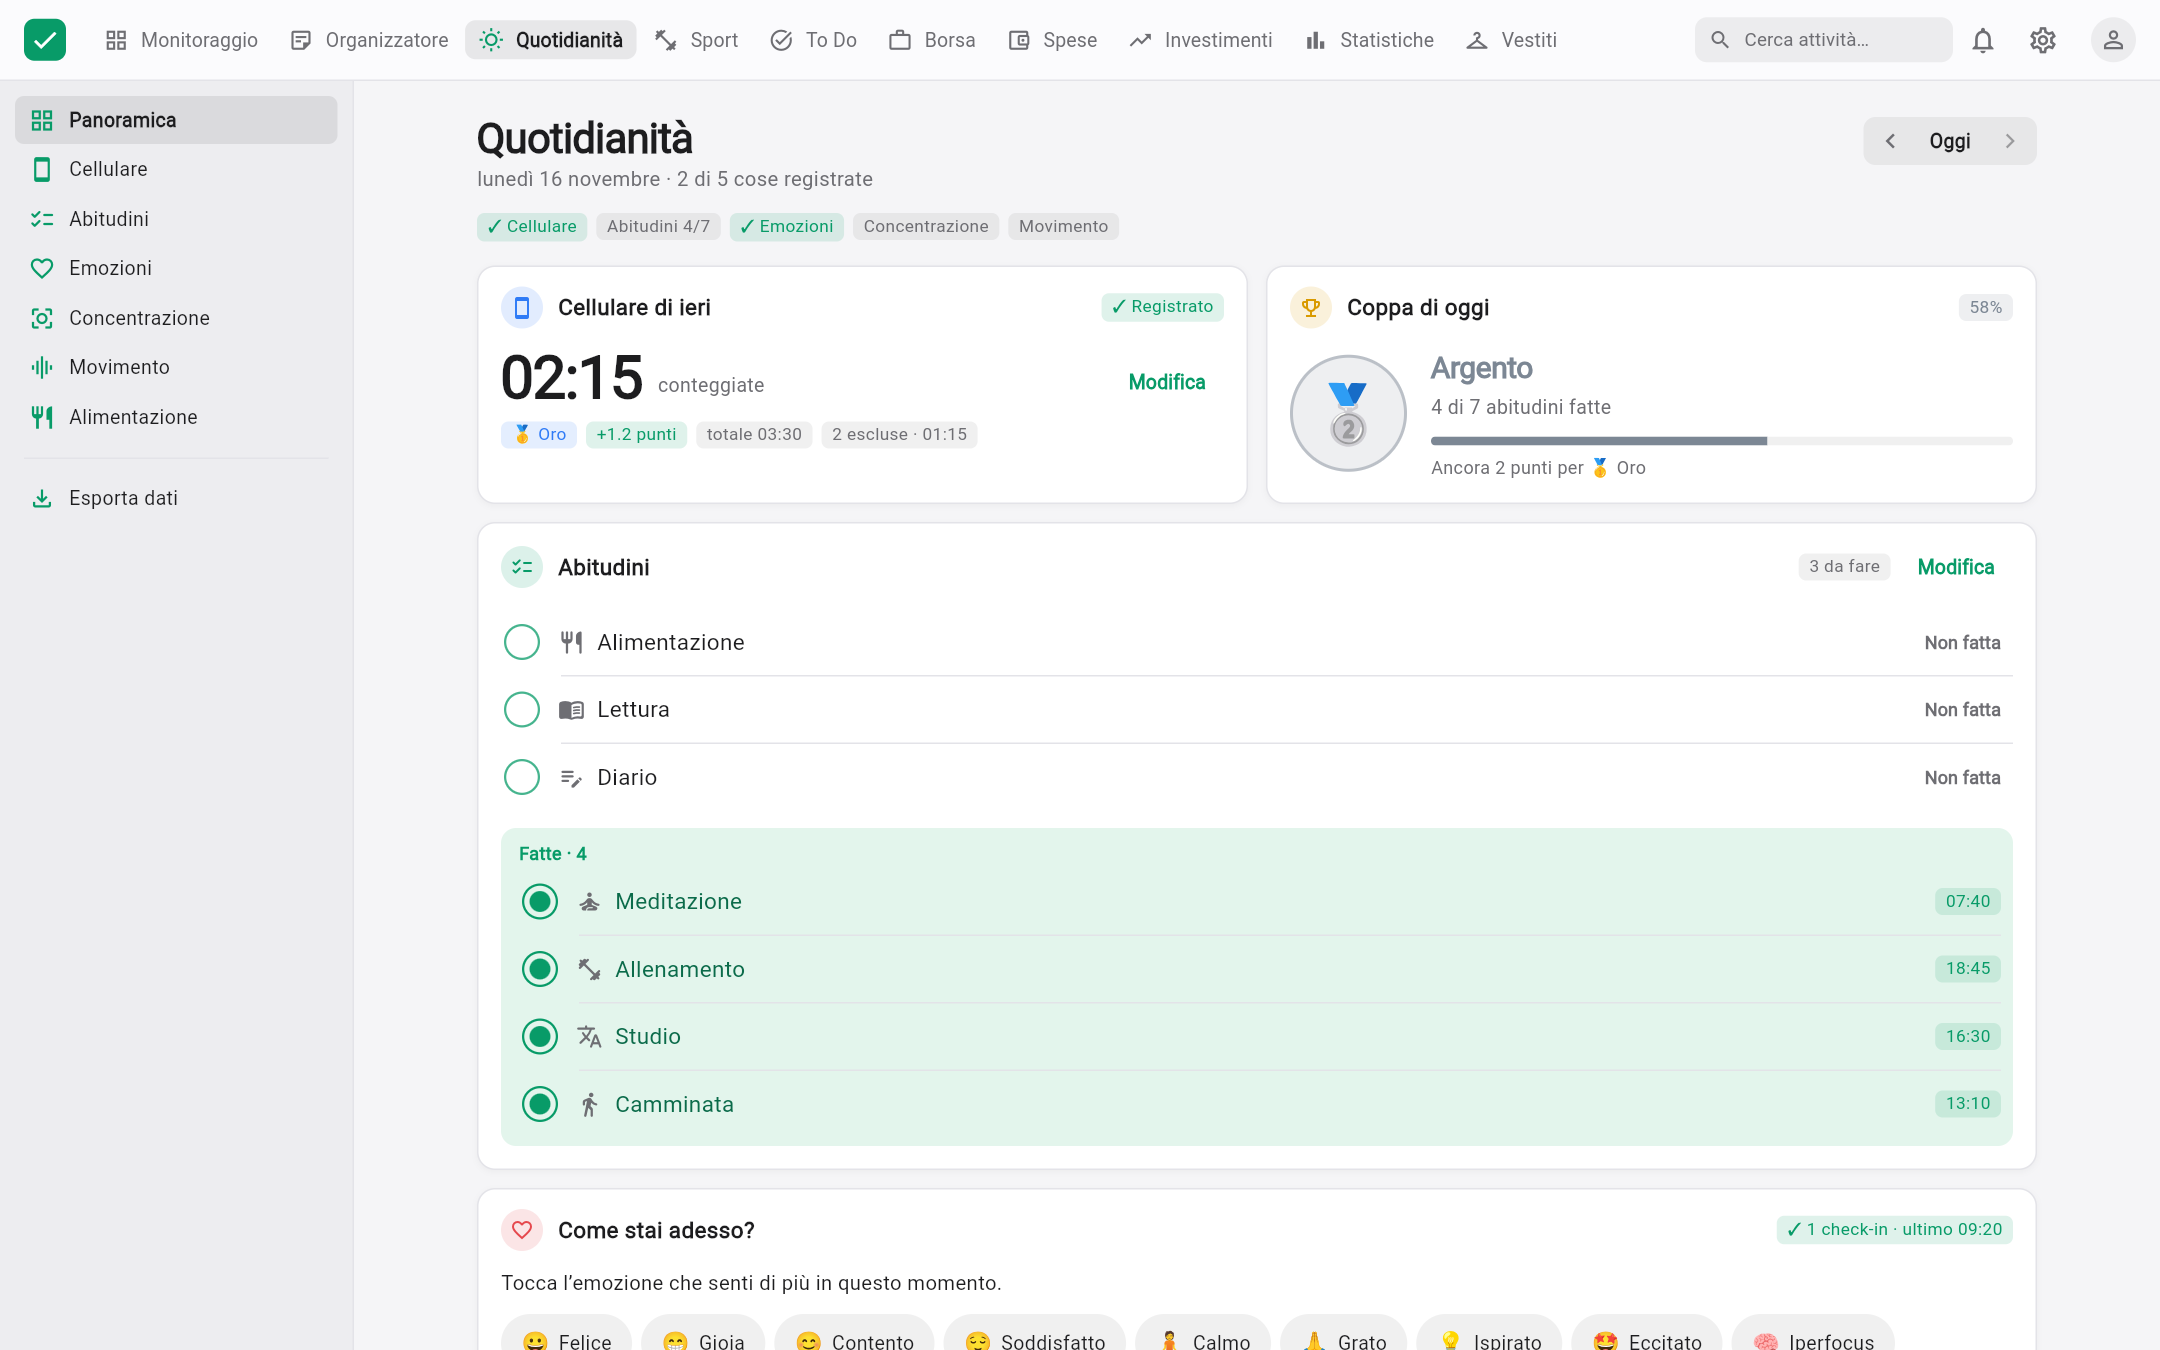 Monitoraggio Organizzatore Quotidianità Sport To Do Borsa Spese Investimenti Statistiche Vestiti Cerca attività…
Panoramica
Cellulare
Abitudini
Emozioni
Concentrazione
Movimento
Alimentazione
Esporta dati
Quotidianità
Oggi
lunedì 16 novembre · 2 di 5 cose registrate
✓ Cellulare Abitudini 4/7 ✓ Emozioni Concentrazione Movimento
Cellulare di ieri ✓ Registrato
02:15 conteggiate Modifica
🥇 Oro +1.2 punti totale 03:30 2 escluse · 01:15
Coppa di oggi 58%
2
Argento
4 di 7 abitudini fatte
Ancora 2 punti per 🥇 Oro
Abitudini 3 da fare Modifica
Alimentazione Non fatta
Lettura Non fatta
Diario Non fatta
Fatte · 4
Meditazione 07:40
Allenamento 18:45
Studio 16:30
Camminata 13:10
Come stai adesso? ✓ 1 check-in · ultimo 09:20
Tocca l’emozione che senti di più in questo momento.
😀 Felice 😁 Gioia 😊 Contento 😌 Soddisfatto 🧘 Calmo 🙏 Grato 💡 Ispirato 🤩 Eccitato 🧠 Iperfocus